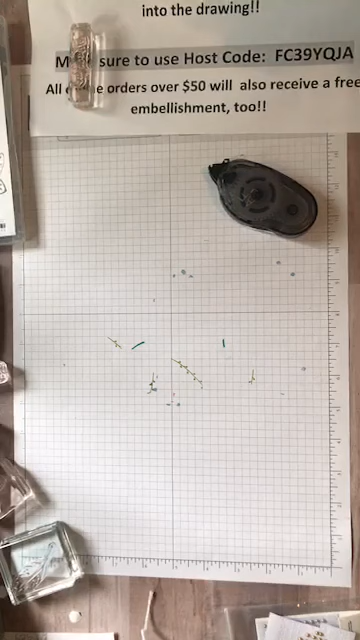 into the drawing!!
sure to use Host Code: FC39YQJA
All orders over $50 will also receive a free
embellishment, too!!